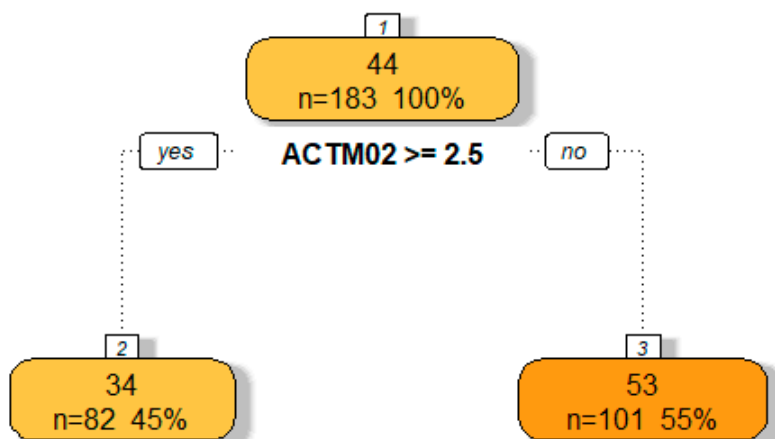 1
44
n=183 100%
yes ACTM02 >= 2.5 no
2
34
n=82 45%
3
53
n=101 55%